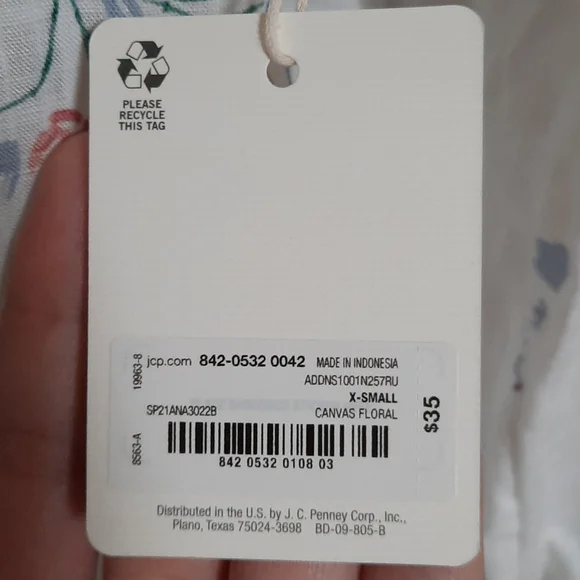 PLEASE
RECYCLE
THIS TAG
jcp.com 842-0532 0042 MADE IN INDONESIA
ADDNS1001N257RU
X-SMALL
SP21ANA3022B CANVAS FLORAL
842 0532 0108 03
19963-8
8563-A
$35
Distributed in the U.S. by J. C. Penney Corp., Inc.,
Plano, Texas 75024-3698 BD-09-805-B